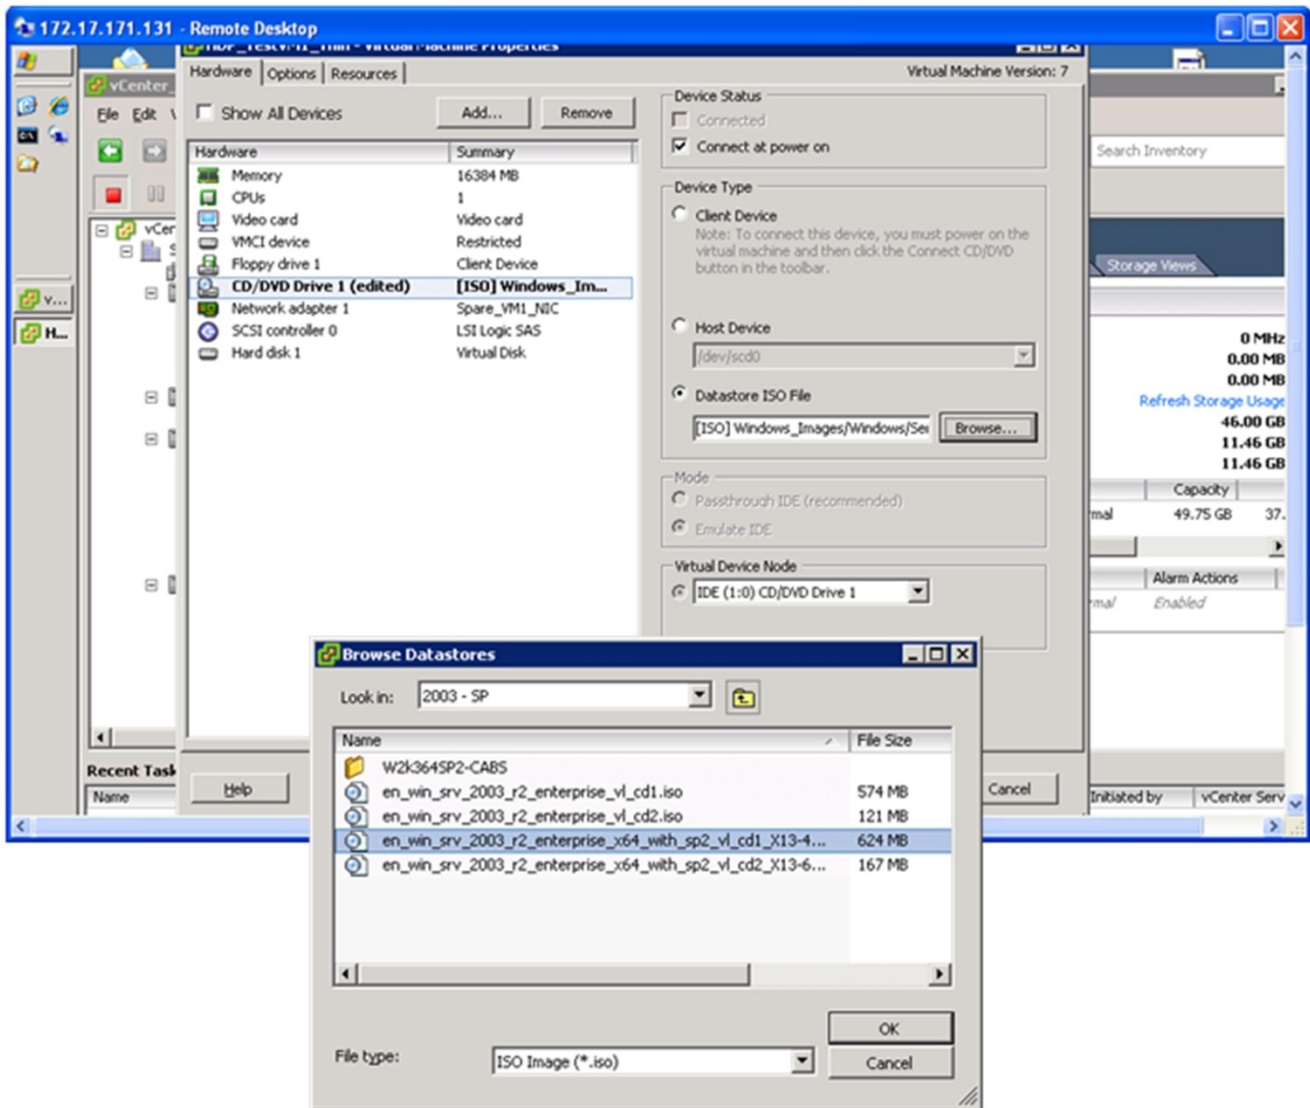 172.17.171.131 - Remote Desktop
Virtual Machine Properties
Hardware Options Resources
Virtual Machine Version: 7
vCenter_
File Edit V
Show All Devices
Add...
Remove
Hardware Summary
Memory 16384 MB
CPUs 1
Video card Video card
VMCI device Restricted
Floppy drive 1 Client Device
CD/DVD Drive 1 (edited) [ISO] Windows_Im...
Network adapter 1 Spare_VM1_NIC
SCSI controller 0 LSI Logic SAS
Hard disk 1 Virtual Disk
Device Status
Connected
Connect at power on
Device Type
Client Device
Note: To connect this device, you must power on the
virtual machine and then click the Connect CD/DVD
button in the toolbar.
Host Device
/dev/scd0
Datastore ISO File
[ISO] Windows_Images/Windows/Ser
Browse...
Mode
Passthrough IDE (recommended)
Emulate IDE
Virtual Device Node
IDE (1:0) CD/DVD Drive 1
Help
Cancel
vCer
S
v...
H...
Search Inventory
Storage Views
0 MHz
0.00 MB
0.00 MB
Refresh Storage Usage
46.00 GB
11.46 GB
11.46 GB
Capacity
rmal 49.75 GB 37.
Alarm Actions
rmal Enabled
Recent Task
Name
Initiated by vCenter Serv
Browse Datastores
Look in: 2003 - SP
Name File Size
W2k364SP2-CABS
en_win_srv_2003_r2_enterprise_vl_cd1.iso 574 MB
en_win_srv_2003_r2_enterprise_vl_cd2.iso 121 MB
en_win_srv_2003_r2_enterprise_x64_with_sp2_vl_cd1_X13-4... 624 MB
en_win_srv_2003_r2_enterprise_x64_with_sp2_vl_cd2_X13-6... 167 MB
OK
File type: ISO Image (*.iso)
Cancel